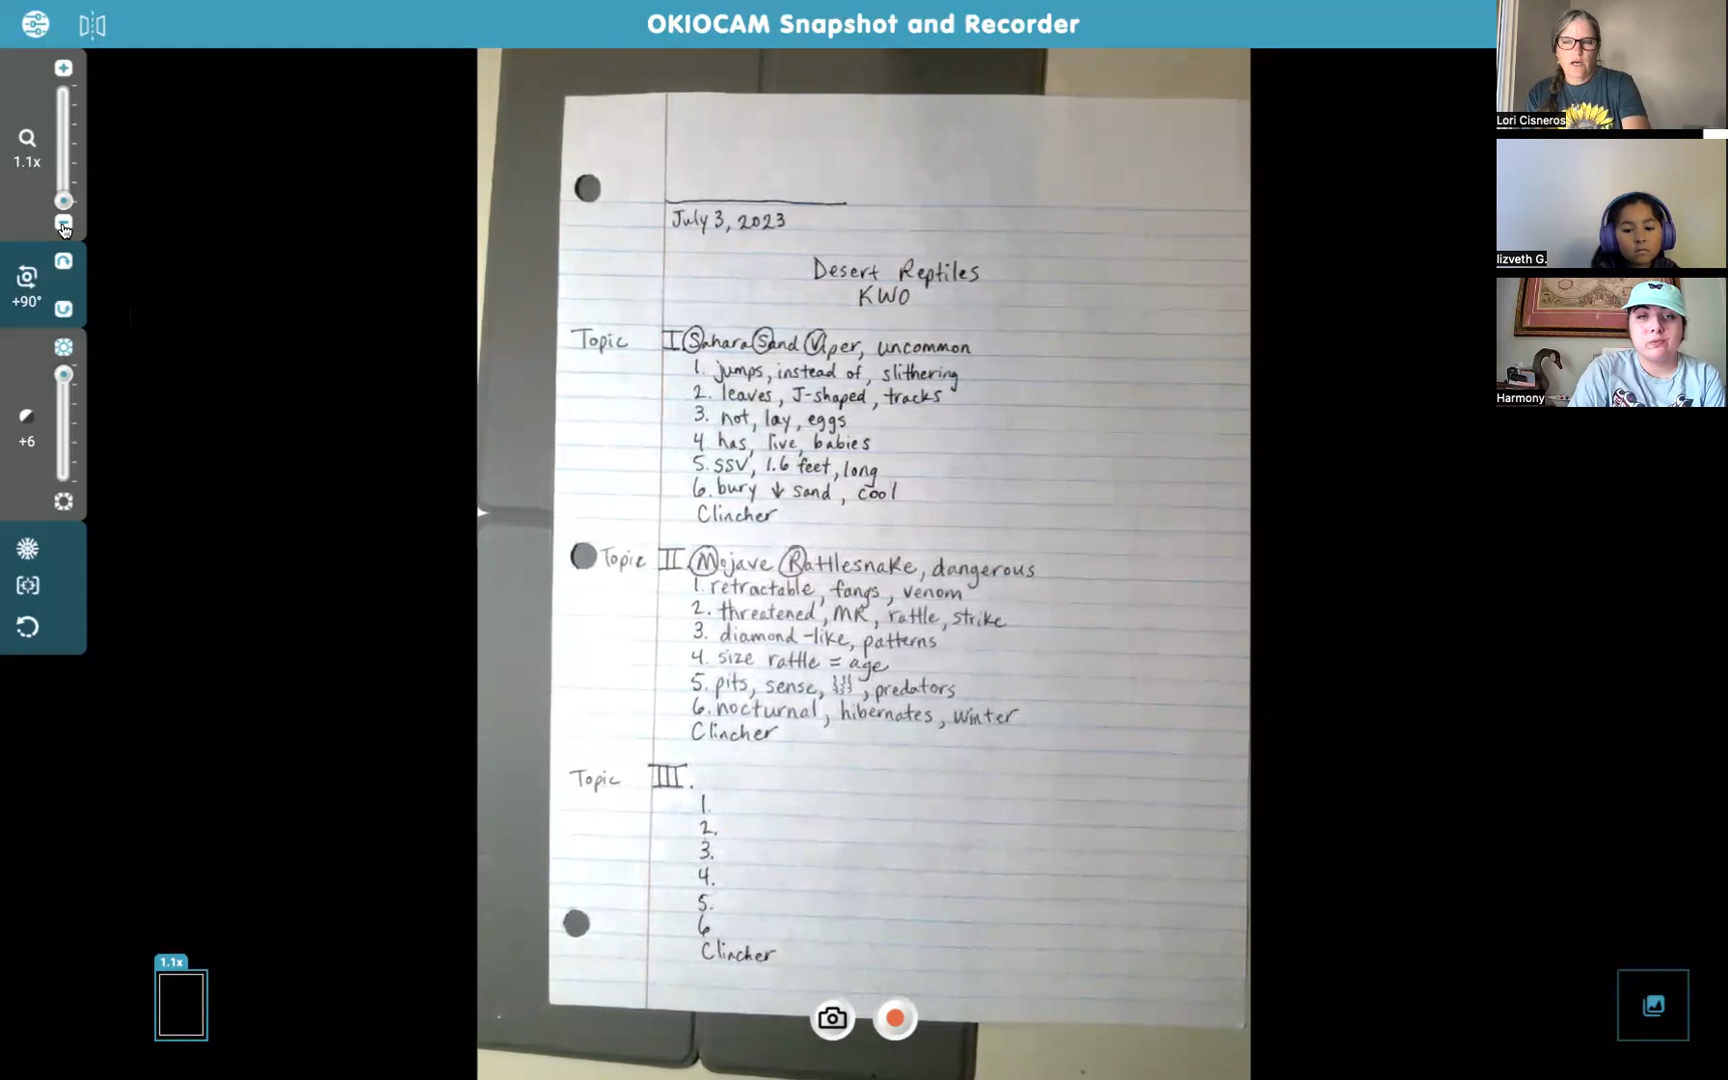 OKIOCAM Snapshot and Recorder
1.1x
+90°
+6
1.1x
July 3, 2023
Desert Reptiles
KWO
Topic I Sahara Sand Viper, uncommon
1. jumps, instead of, slithering
2. leaves, J-shaped, tracks
3. not, lay, eggs
4 has, live, babies
5. SSV, 1.6 feet, long
6. bury ↓ sand, cool
Clincher
Topic II. Mojave Rattlesnake, dangerous
1. retractable, fangs, venom
2. threatened, MR, rattle, strike
3. diamond-like, patterns
4. size rattle = age
5. pits, sense, , predators
6. nocturnal, hibernates, winter
Clincher
Topic III.
1.
2.
3.
4.
5.
6
Clincher
Lori Cisneros
lizveth G.
Harmony